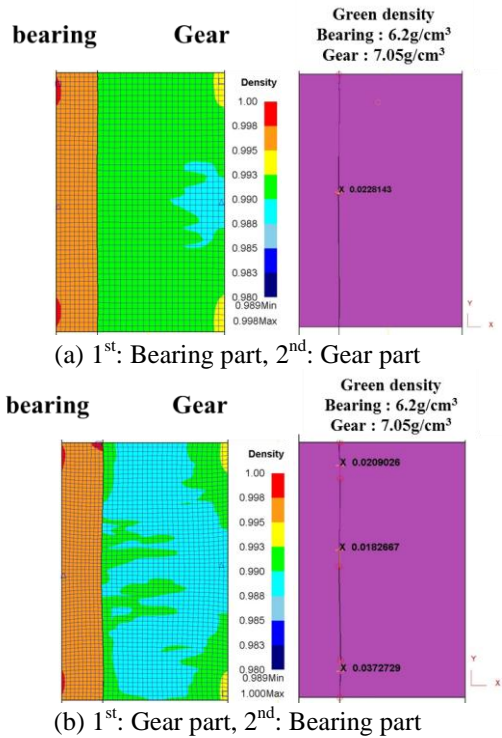 bearing Gear
Green density
Bearing : 6.2g/cm³
Gear : 7.05g/cm³
Density
1.00
0.998
0.995
0.993
0.990
0.985
0.983
0.980
0.989Min
0.998Max
X 0.0228143
Y
X
(a) 1st: Bearing part, 2nd: Gear part
bearing Gear
Green density
Bearing : 6.2g/cm³
Gear : 7.05g/cm³
Density
1.00
0.998
0.995
0.993
0.990
0.985
0.983
0.980
0.989Min
1.000Max
X 0.0209026
X 0.0182667
X 0.0372729
Y
X
(b) 1st: Gear part, 2nd: Bearing part